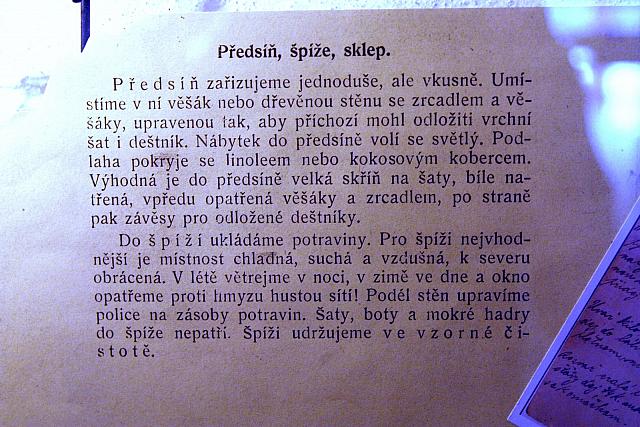 Předsíň, špíže, sklep.
Předsíň zařizujeme jednoduše, ale vkusně. Umí-
stíme v ní věšák nebo dřevěnou stěnu se zrcadlem a vě-
šáky, upravenou tak, aby příchozí mohl odložiti vrchní
šat i deštník. Nábytek do předsíně volí se světlý. Pod-
laha pokryje se linoleem nebo kokosovým kobercem.
Výhodná je do předsíně velká skříň na šaty, bíle na-
třená, vpředu opatřená věšáky a zrcadlem, po straně
pak závěsy pro odložené deštníky.
Do špíží ukládáme potraviny. Pro špíži nejvhod-
nější je místnost chladná, suchá a vzdušná, k severu
obrácená. V létě větrejme v noci, v zimě ve dne a okno
opatřeme proti hmyzu hustou sítí! Podél stěn upravíme
police na zásoby potravin. Šaty, boty a mokré hadry
do špíže nepatří. Špíži udržujeme ve vzorné či-
stotě.